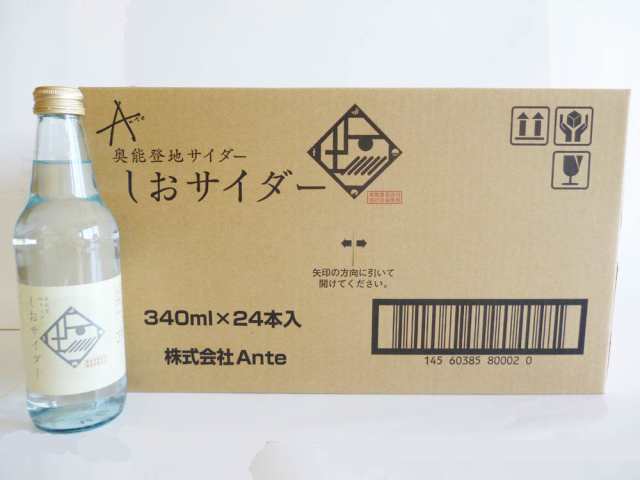 Ante
奥能登地サイダー
しおサイダー
矢印の方向に引いて
開けてください。
340ml×24本入
株式会社Ante
145 60385 80002 0
しおサイダー